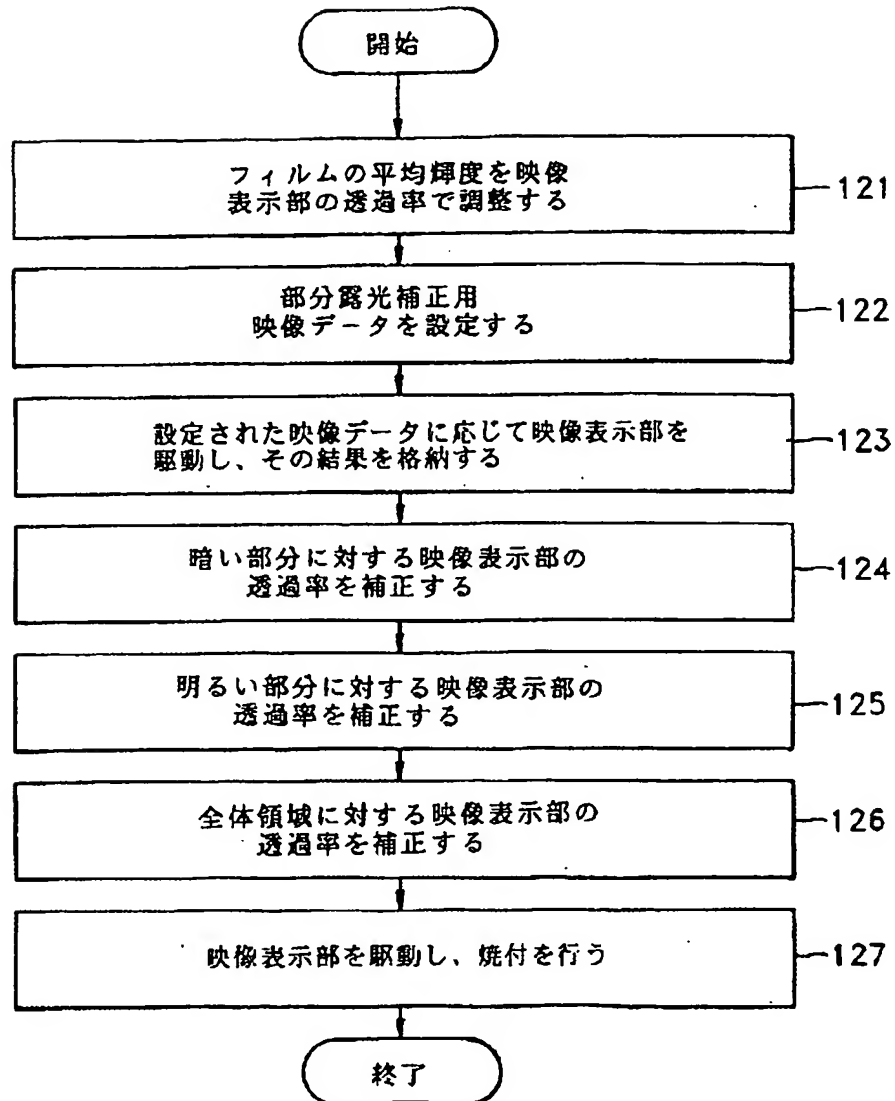 開始
フィルムの平均輝度を映像
表示部の透過率で調整する
121
部分露光補正用
映像データを設定する
122
設定された映像データに応じて映像表示部を
駆動し、その結果を格納する
123
暗い部分に対する映像表示部の
透過率を補正する
124
明るい部分に対する映像表示部の
透過率を補正する
125
全体領域に対する映像表示部の
透過率を補正する
126
映像表示部を駆動し、焼付を行う
127
終了